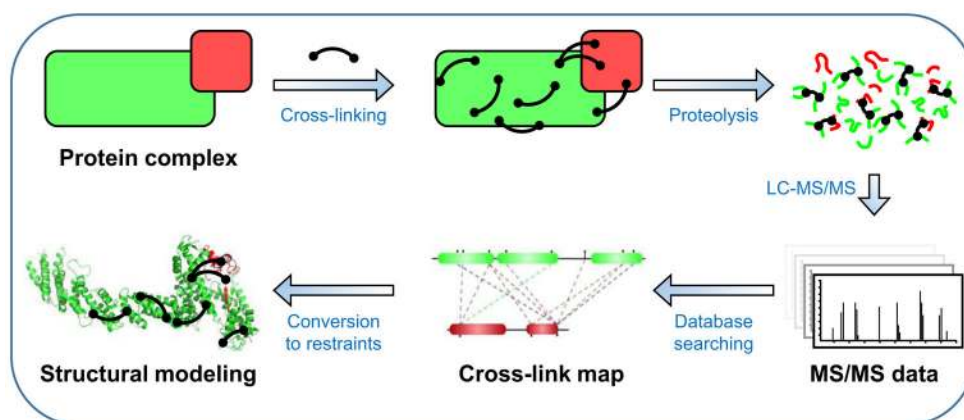 Cross-linking
Proteolysis
Protein complex
LC-MS/MS
Conversion
to restraints
Database
searching
Structural modeling
Cross-link map
MS/MS data